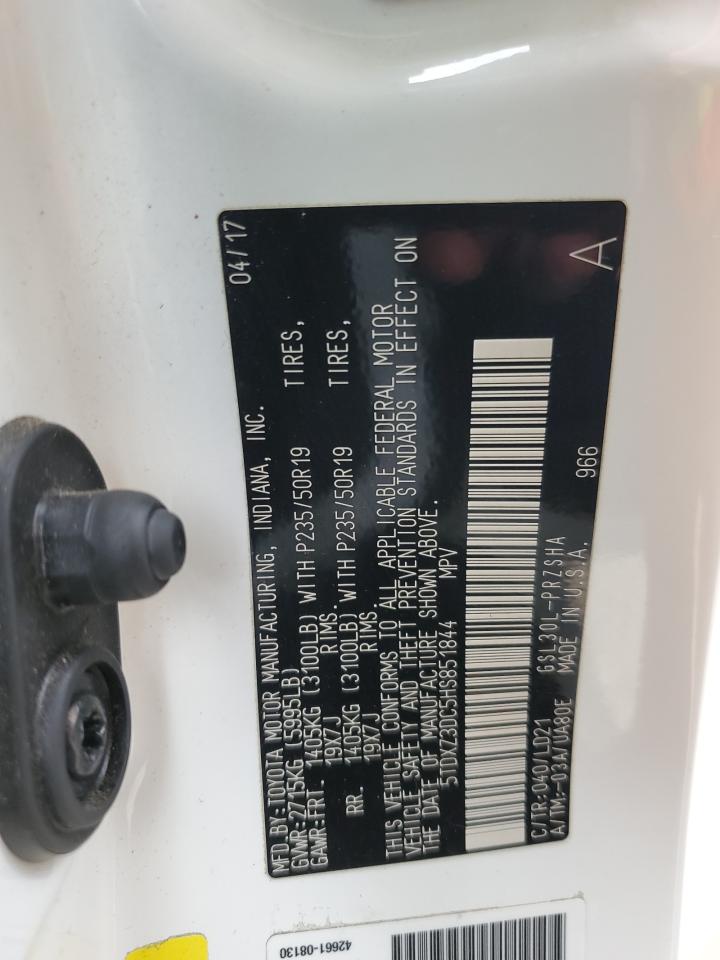 MFD.BY:TOYOTA MOTOR MANUFACTURING, INDIANA, INC. 04/17
GVWR:2715KG (5995LB)
GAWR:FRT. 1405KG (3100LB) WITH P235/50R19 TIRES,
19X7J RIMS.
RR. 1405KG (3100LB) WITH P235/50R19 TIRES,
19X7J RIMS.
THIS VEHICLE CONFORMS TO ALL APPLICABLE FEDERAL MOTOR
VEHICLE SAFETY AND THEFT PREVENTION STANDARDS IN EFFECT ON
THE DATE OF MANUFACTURE SHOWN ABOVE.
5TDXZ3DC5HS851844 MPV
C/TR:040/LD21 GSL30L-PRZSHA 966 A
A/TM:-03A/UA80E MADE IN U.S.A.
42661-08130